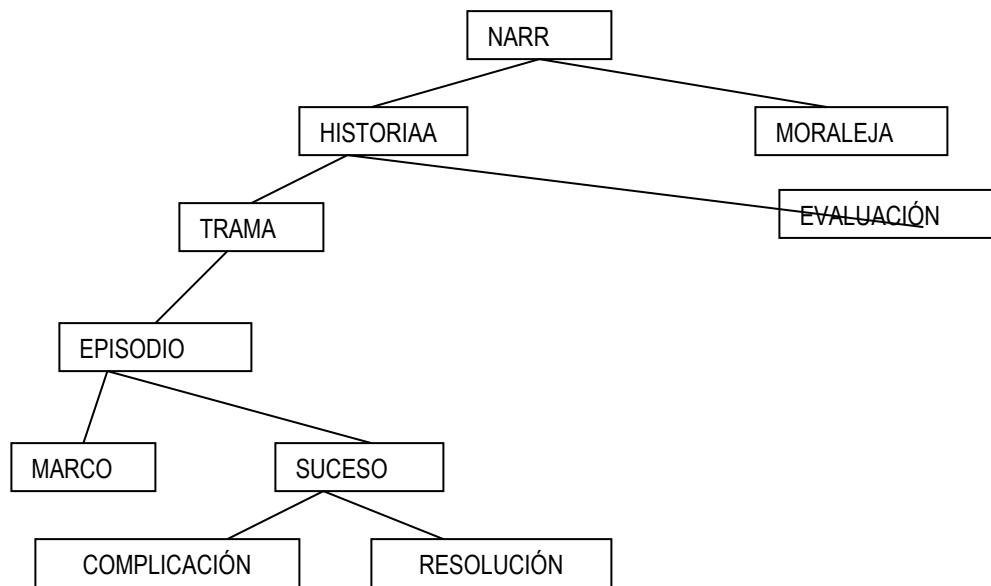 NARR
HISTORIAA
MORALEJA
EVALUACIÓN
TRAMA
EPISODIO
MARCO
SUCESO
COMPLICACIÓN
RESOLUCIÓN